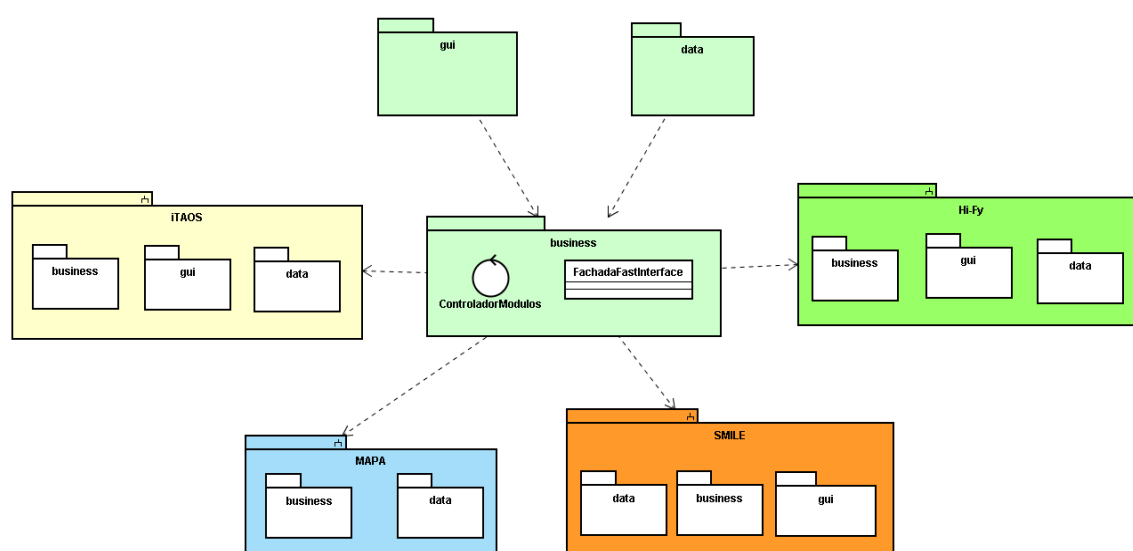 gui
data
iTAOS
business
gui
data
business
ControladorModulos
FachadaFastInterface
Hi-Fy
business
gui
data
MAPA
business
data
SMILE
data
business
gui